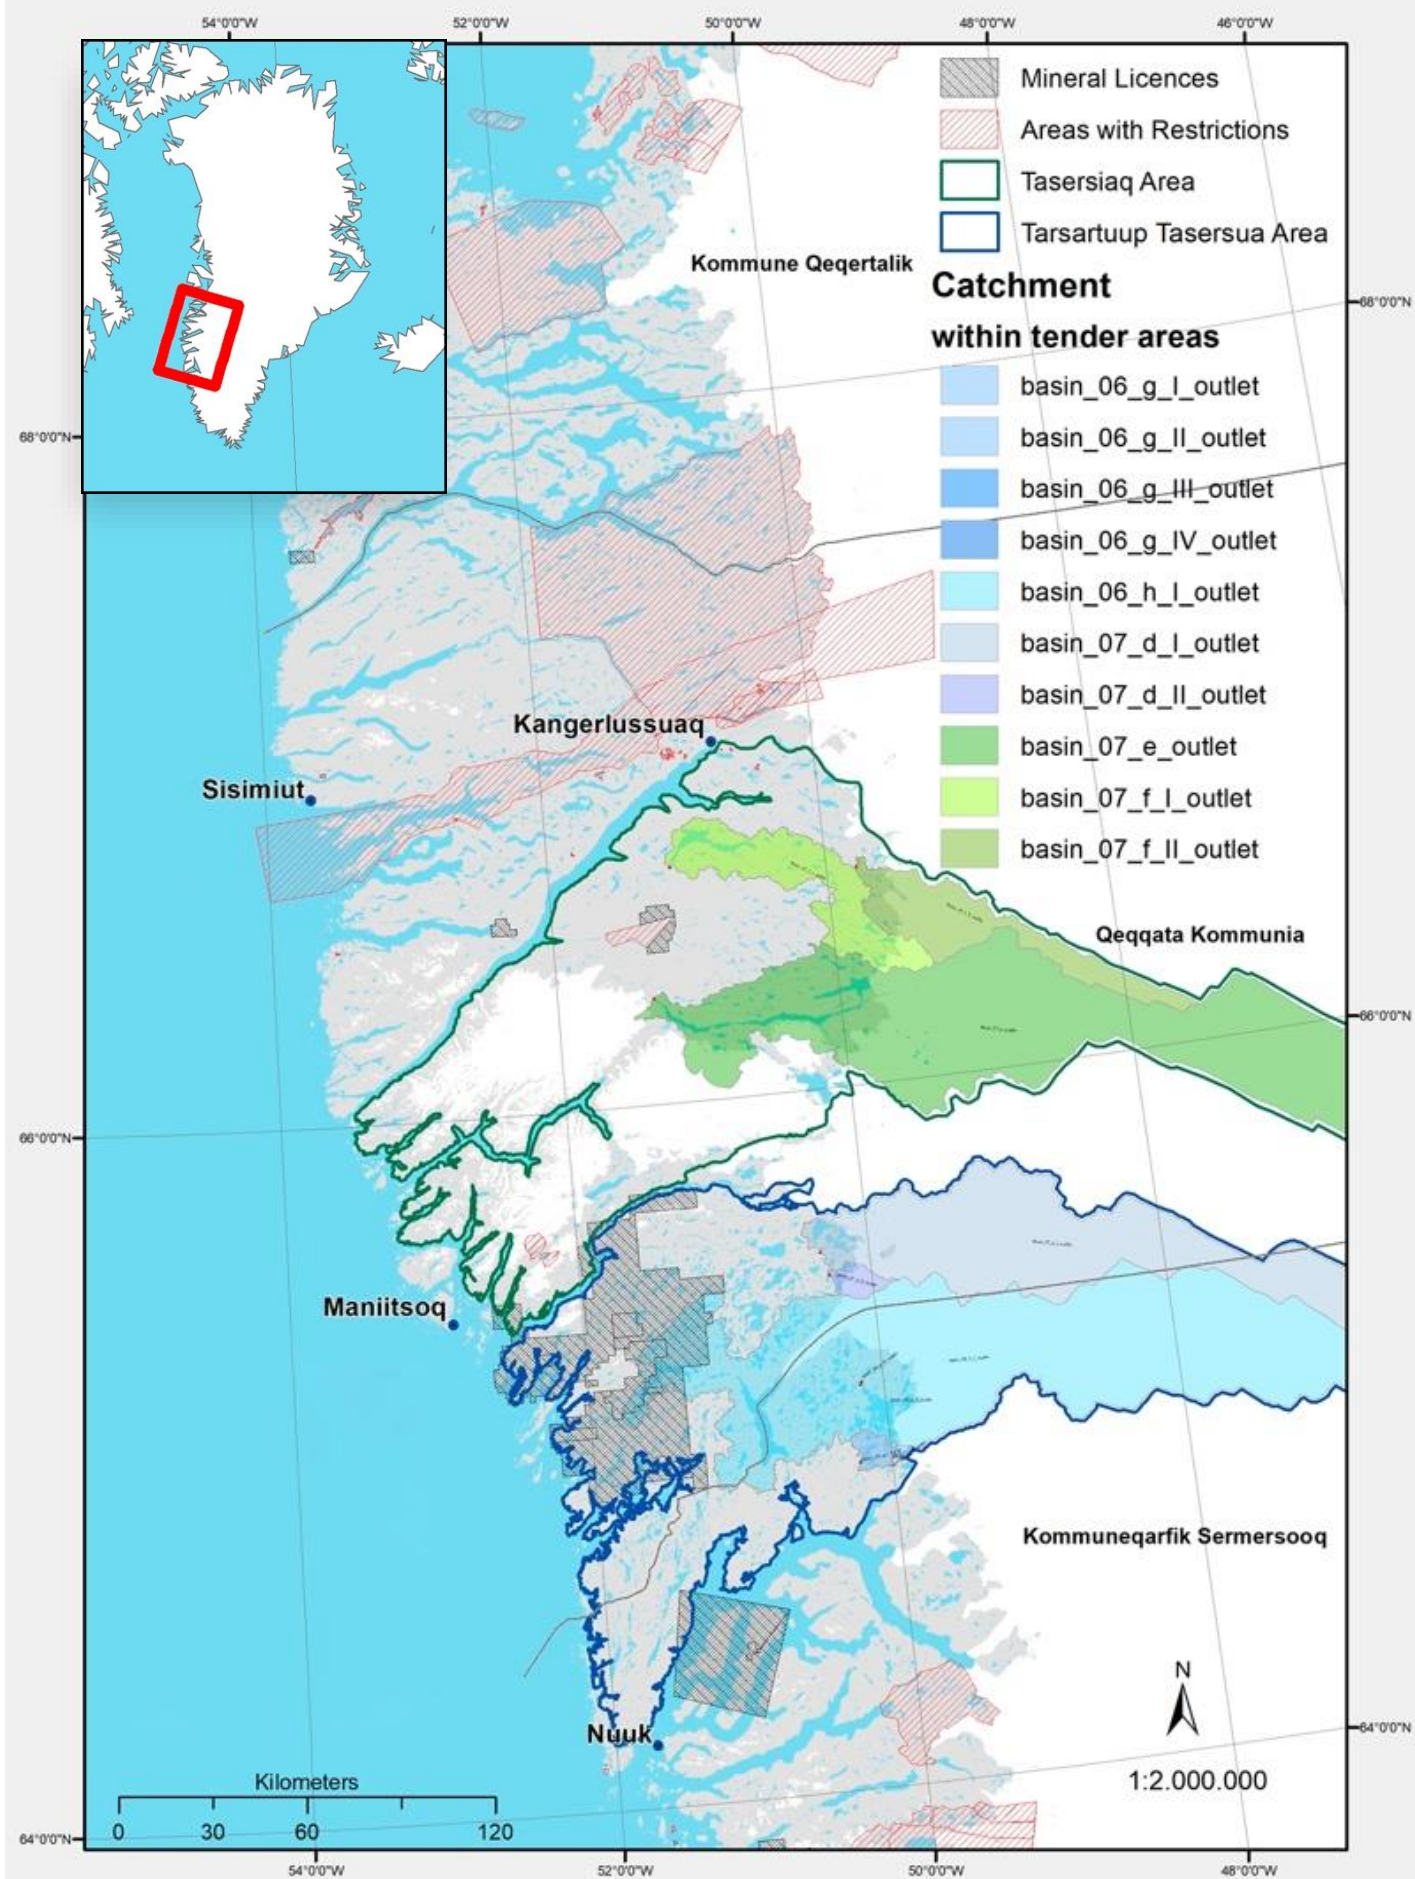 54°0'0"W
52°0'0"W
50°0'0"W
48°0'0"W
46°0'0"W
Mineral Licences
Areas with Restrictions
Tasersiaq Area
Tarsartuup Tasersua Area
Kommune Qeqertalik
Catchment
within tender areas
68°0'0"N
basin_06_g_I_outlet
basin_06_g_II_outlet
68°0'0"N
basin_06_g_III_outlet
basin_06_g_IV_outlet
basin_06_h_I_outlet
basin_07_d_I_outlet
basin_07_d_II_outlet
Kangerlussuaq
basin_07_e_outlet
Sisimiut
basin_07_f_I_outlet
basin_07_f_II_outlet
Qeqqata Kommunia
66°0'0"N
66°0'0"N
Maniitsoq
Kommuneqarfik Sermersooq
N
Nuuk
64°0'0"N
1:2.000.000
Kilometers
0 30 60 120
64°0'0"N
54°0'0"W
52°0'0"W
50°0'0"W
48°0'0"W